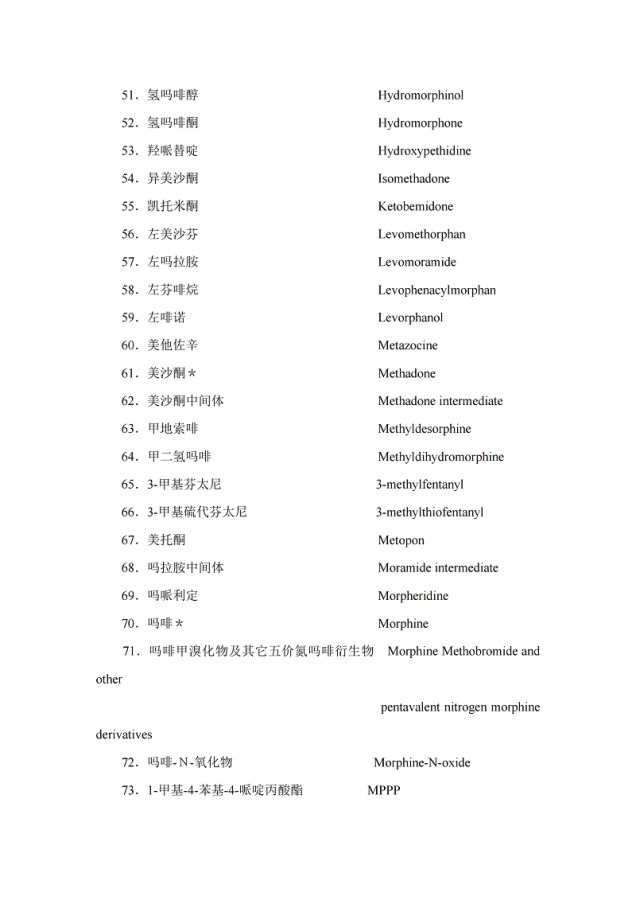 51．氢吗啡醇 Hydromorphinol
52．氢吗啡酮 Hydromorphone
53．羟哌替啶 Hydroxypethidine
54．异美沙酮 Isomethadone
55．凯托米酮 Ketobemidone
56．左美沙芬 Levomethorphan
57．左吗拉胺 Levomoramide
58．左芬啡烷 Levophenacylmorphan
59．左啡诺 Levorphanol
60．美他佐辛 Metazocine
61．美沙酮＊ Methadone
62．美沙酮中间体 Methadone intermediate
63．甲地索啡 Methyldesorphine
64．甲二氢吗啡 Methyldihydromorphine
65．3-甲基芬太尼 3-methylfentanyl
66．3-甲基硫代芬太尼 3-methylthiofentanyl
67．美托酮 Metopon
68．吗拉胺中间体 Moramide intermediate
69．吗哌利定 Morpheridine
70．吗啡＊ Morphine
71．吗啡甲溴化物及其它五价氮吗啡衍生物 Morphine Methobromide and
other
pentavalent nitrogen morphine
derivatives
72．吗啡-Ｎ-氧化物 Morphine-N-oxide
73．1-甲基-4-苯基-4-哌啶丙酸酯 MPPP